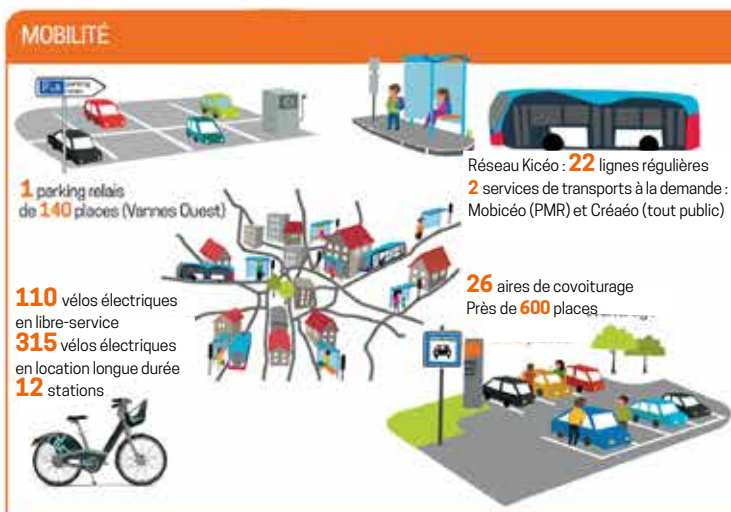 MOBILITÉ
P+R parking relais
1 parking relais
de 140 places (Vannes Ouest)
Réseau Kicéo : 22 lignes régulières
2 services de transports à la demande :
Mobicéo (PMR) et Créaéo (tout public)
110 vélos électriques
en libre-service
315 vélos électriques
en location longue durée
12 stations
26 aires de covoiturage
Près de 600 places